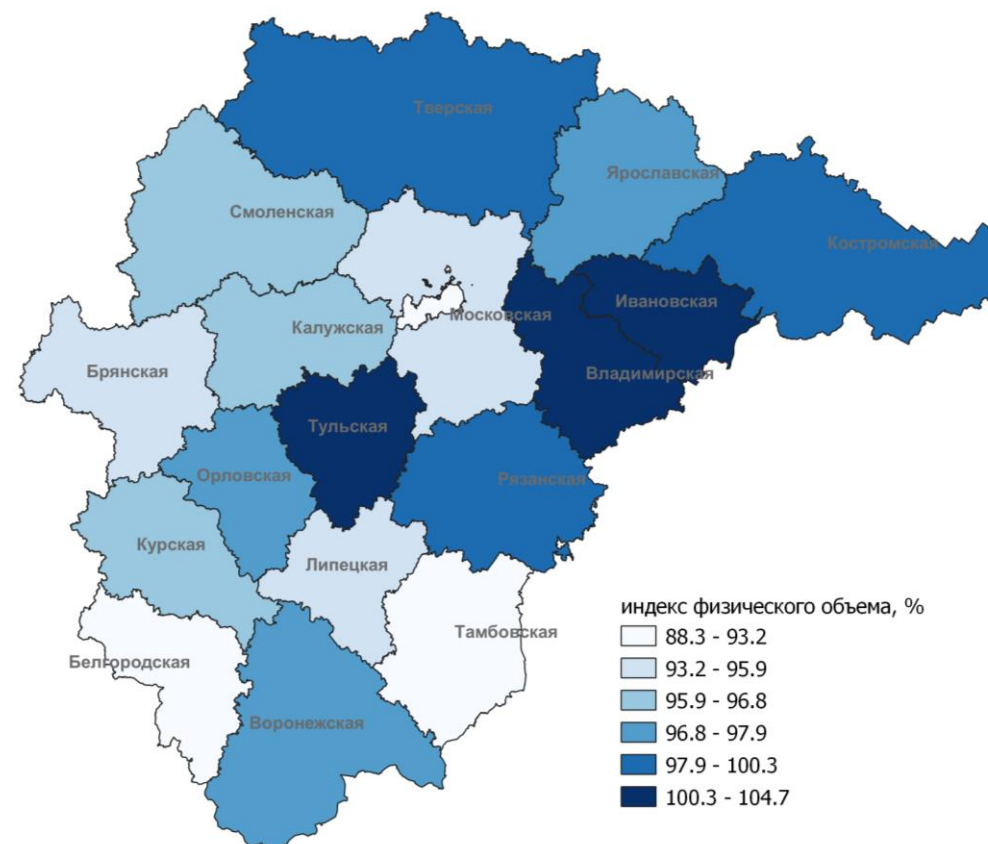 Тверская
Ярославская
Смоленская
Костромская
Ивановская
Московская
Калужская
Брянская
Владимирская
Тульская
Орловская
Рязанская
Курская
Липецкая
Тамбовская
Белгородская
Воронежская
индекс физического объема, %
88.3 - 93.2
93.2 - 95.9
95.9 - 96.8
96.8 - 97.9
97.9 - 100.3
100.3 - 104.7